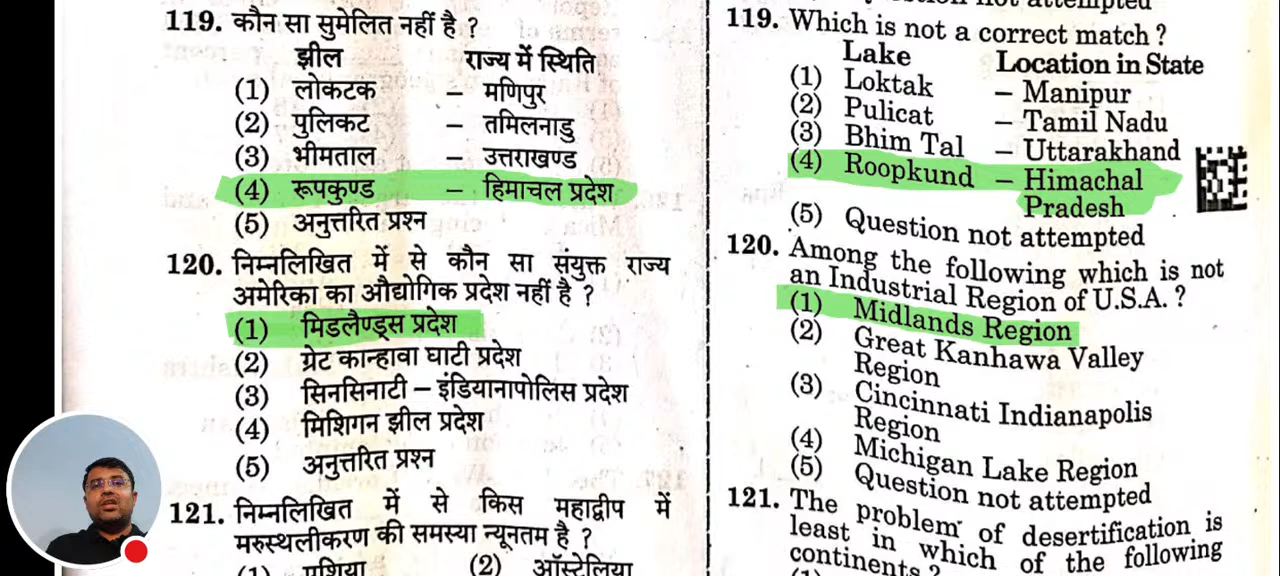 119. कौन सा सुमेलित नहीं है ?
झील राज्य में स्थिति
(1) लोकटक – मणिपुर
(2) पुलिकट – तमिलनाडु
(3) भीमताल – उत्तराखण्ड
(4) रूपकुण्ड – हिमाचल प्रदेश
(5) अनुत्तरित प्रश्न
120. निम्नलिखित में से कौन सा संयुक्त राज्य
अमेरिका का औद्योगिक प्रदेश नहीं है ?
(1) मिडलैण्ड्स प्रदेश
(2) ग्रेट कान्हावा घाटी प्रदेश
(3) सिनसिनाटी – इंडियानापोलिस प्रदेश
(4) मिशिगन झील प्रदेश
(5) अनुत्तरित प्रश्न
121. निम्नलिखित में से किस महाद्वीप में
मरुस्थलीकरण की समस्या न्यूनतम है ?
(1) एशिया (2) ऑस्ट्रेलिया
not attempted
119. Which is not a correct match ?
Lake Location in State
(1) Loktak – Manipur
(2) Pulicat – Tamil Nadu
(3) Bhim Tal – Uttarakhand
(4) Roopkund – Himachal
Pradesh
(5) Question not attempted
120. Among the following which is not
an Industrial Region of U.S.A. ?
(1) Midlands Region
(2) Great Kanhawa Valley
Region
(3) Cincinnati Indianapolis
Region
(4) Michigan Lake Region
(5) Question not attempted
121. The problem of desertification is
least in which of the following
continents ?